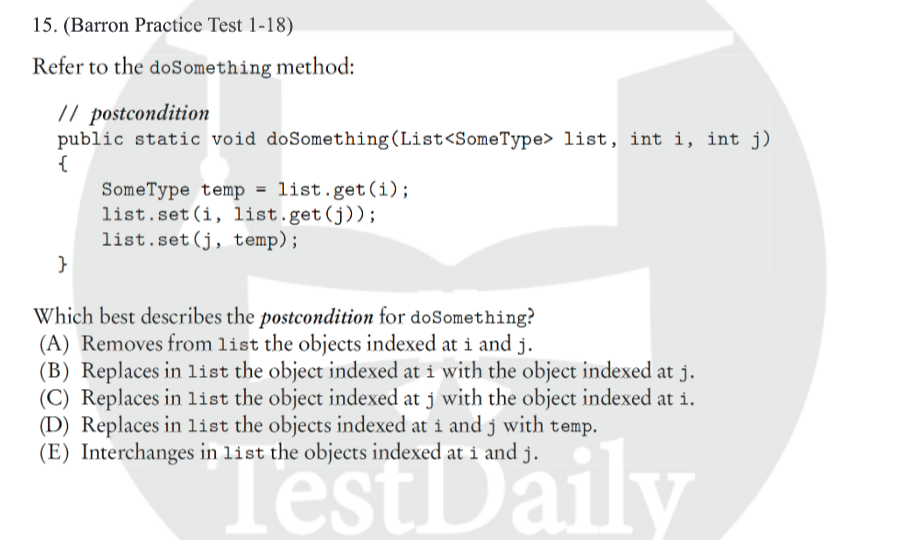 15. (Barron Practice Test 1-18)
Refer to the doSomething method:
// postcondition
public static void doSomething(List<SomeType> list, int i, int j)
{
SomeType temp = list.get(i);
list.set(i, list.get(j));
list.set(j, temp);
}
Which best describes the postcondition for doSomething?
(A) Removes from list the objects indexed at i and j.
(B) Replaces in list the object indexed at i with the object indexed at j.
(C) Replaces in list the object indexed at j with the object indexed at i.
(D) Replaces in list the objects indexed at i and j with temp.
(E) Interchanges in list the objects indexed at i and j.
TestDaily